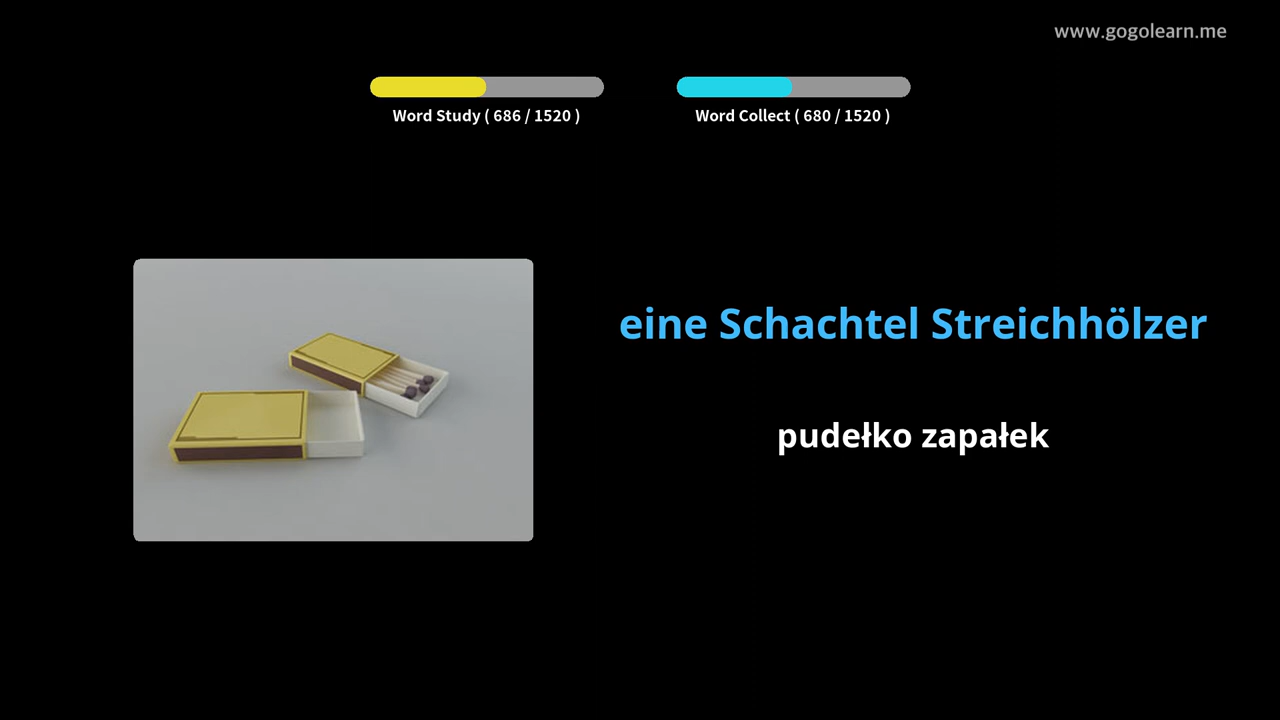 www.gogolearn.me
Word Study ( 686 / 1520 )
Word Collect ( 680 / 1520 )
eine Schachtel Streichhölzer
pudełko zapałek